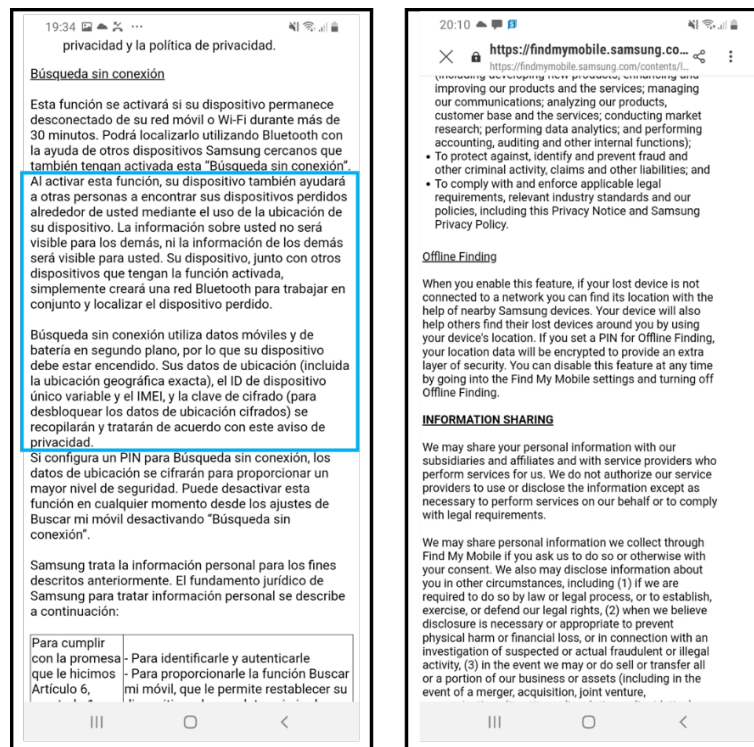 19:34
privacidad y la política de privacidad.
Búsqueda sin conexión
Esta función se activará si su dispositivo permanece
desconectado de su red móvil o Wi-Fi durante más de
30 minutos. Podrá localizarlo utilizando Bluetooth con
la ayuda de otros dispositivos Samsung cercanos que
también tengan activada esta “Búsqueda sin conexión”.
Al activar esta función, su dispositivo también ayudará
a otras personas a encontrar sus dispositivos perdidos
alrededor de usted mediante el uso de la ubicación de
su dispositivo. La información sobre usted no será
visible para los demás, ni la información de los demás
será visible para usted. Su dispositivo, junto con otros
dispositivos que tengan la función activada,
simplemente creará una red Bluetooth para trabajar en
conjunto y localizar el dispositivo perdido.
Búsqueda sin conexión utiliza datos móviles y de
batería en segundo plano, por lo que su dispositivo
debe estar encendido. Sus datos de ubicación (incluida
la ubicación geográfica exacta), el ID de dispositivo
único variable y el IMEI, y la clave de cifrado (para
desbloquear los datos de ubicación cifrados) se
recopilarán y tratarán de acuerdo con este aviso de
privacidad.
Si configura un PIN para Búsqueda sin conexión, los
datos de ubicación se cifrarán para proporcionar un
mayor nivel de seguridad. Puede desactivar esta
función en cualquier momento desde los ajustes de
Buscar mi móvil desactivando “Búsqueda sin
conexión”.
Samsung trata la información personal para los fines
descritos anteriormente. El fundamento jurídico de
Samsung para tratar información personal se describe
a continuación:
Para cumplir
con la promesa - Para identificarle y autenticarle
que le hicimos - Para proporcionarle la función Buscar
Artículo 6, mi móvil, que le permite restablecer su
20:10
https://findmymobile.samsung.co...
https://findmymobile.samsung.com/contents/l...
(including developing new products, enhancing and
improving our products and the services; managing
our communications; analyzing our products,
customer base and the services; conducting market
research; performing data analytics; and performing
accounting, auditing and other internal functions);
• To protect against, identify and prevent fraud and
other criminal activity, claims and other liabilities; and
• To comply with and enforce applicable legal
requirements, relevant industry standards and our
policies, including this Privacy Notice and Samsung
Privacy Policy.
Offline Finding
When you enable this feature, if your lost device is not
connected to a network you can find its location with the
help of nearby Samsung devices. Your device will also
help others find their lost devices around you by using
your device's location. If you set a PIN for Offline Finding,
your location data will be encrypted to provide an extra
layer of security. You can disable this feature at any time
by going into the Find My Mobile settings and turning off
Offline Finding.
INFORMATION SHARING
We may share your personal information with our
subsidiaries and affiliates and with service providers who
perform services for us. We do not authorize our service
providers to use or disclose the information except as
necessary to perform services on our behalf or to comply
with legal requirements.
We may share personal information we collect through
Find My Mobile if you ask us to do so or otherwise with
your consent. We also may disclose information about
you in other circumstances, including (1) if we are
required to do so by law or legal process, or to establish,
exercise, or defend our legal rights, (2) when we believe
disclosure is necessary or appropriate to prevent
physical harm or financial loss, or in connection with an
investigation of suspected or actual fraudulent or illegal
activity, (3) in the event we may or do sell or transfer all
or a portion of our business or assets (including in the
event of a merger, acquisition, joint venture,